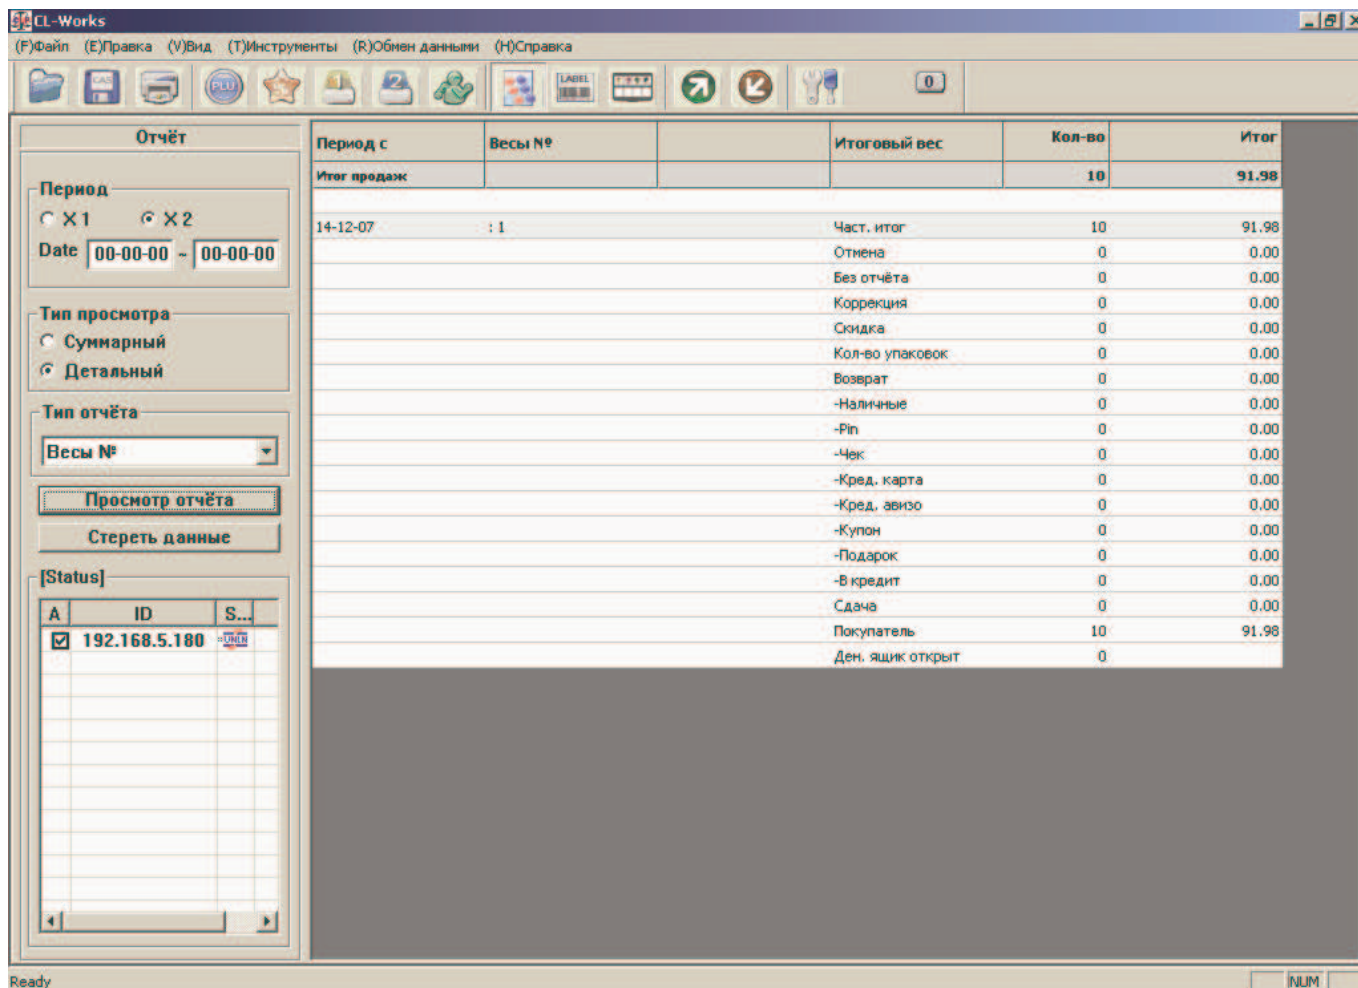 CL-Works
(F)Файл (E)Правка (V)Вид (T)Инструменты (R)Обмен данными (H)Справка
CAS PLU 1 2 LABEL 0
Отчёт
Период
X 1 X 2
Date 00-00-00 ~ 00-00-00
Тип просмотра
Суммарный
Детальный
Тип отчёта
Весы №
Просмотр отчёта
Стереть данные
[Status]
A ID S...
192.168.5.180
Период с Весы № Итоговый вес Кол-во Итог
Итог продаж 10 91.98
14-12-07 : 1 Част. итог 10 91.98
Отмена 0 0.00
Без отчёта 0 0.00
Коррекция 0 0.00
Скидка 0 0.00
Кол-во упаковок 0 0.00
Возврат 0 0.00
-Наличные 0 0.00
-Pin 0 0.00
-Чек 0 0.00
-Кред. карта 0 0.00
-Кред. авизо 0 0.00
-Купон 0 0.00
-Подарок 0 0.00
-В кредит 0 0.00
Сдача 0 0.00
Покупатель 10 91.98
Ден. ящик открыт 0
Ready NUM